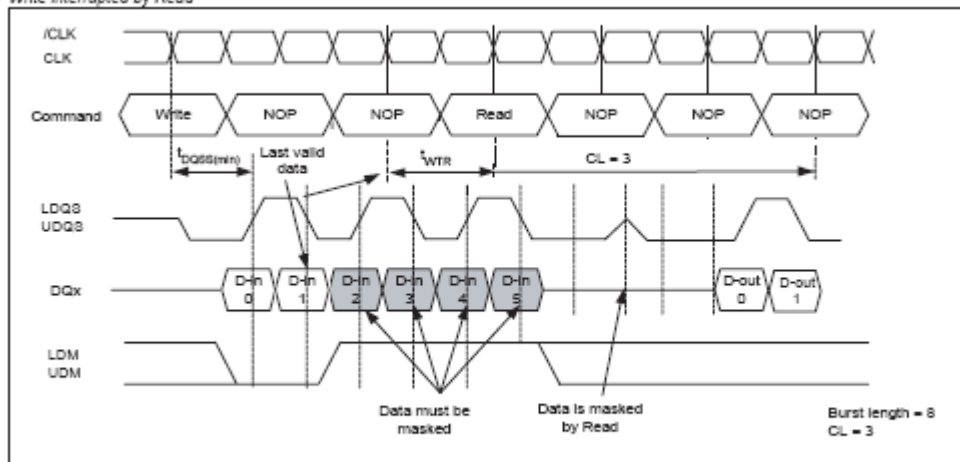 Write Interrupted by Read
/CLK
CLK
Command
Write
NOP
NOP
Read
NOP
NOP
NOP
tDQSS(min)
Last valid
data
tWTR
CL = 3
LDQS
UDQS
DQx
D-in
0
D-in
1
D-in
2
D-in
3
D-in
4
D-in
5
D-out
0
D-out
1
LDM
UDM
Data must be
masked
Data is masked
by Read
Burst length = 8
CL = 3